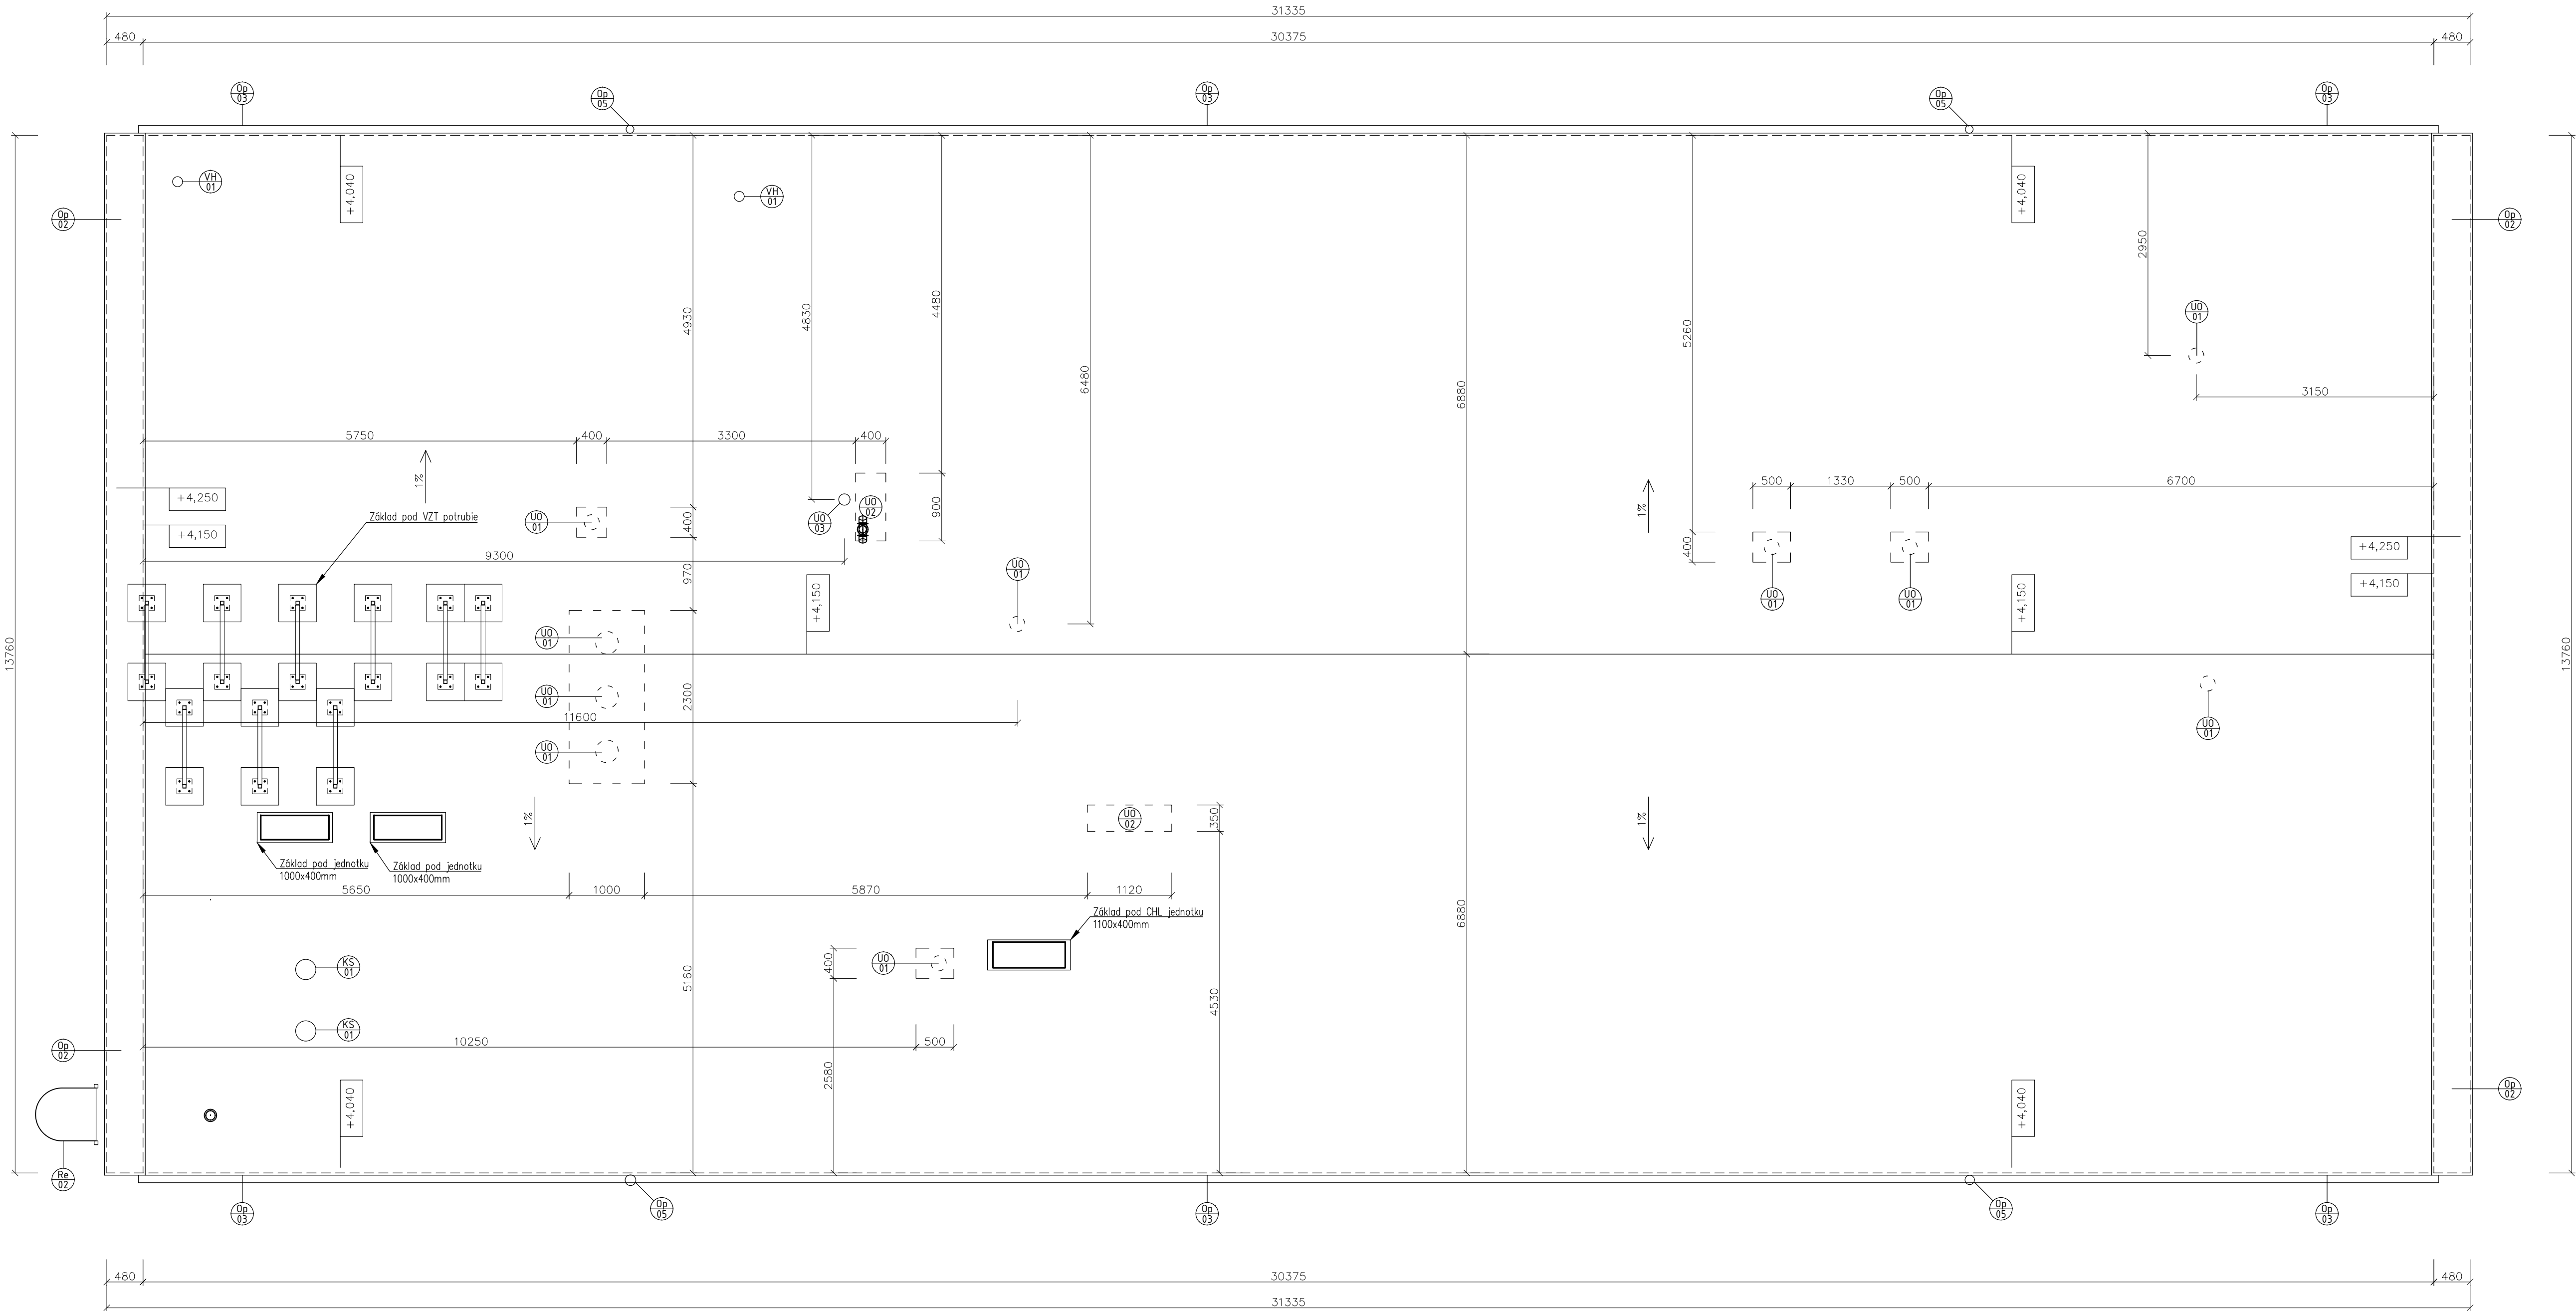 31335
480
30375
480
Op
03
Op
05
Op
03
Op
05
Op
03
VH
01
VH
01
+4,040
+4,040
Op
02
Op
02
2950
4930
4830
4480
5260
UO
01
6480
6880
3150
5750
400
3300
400
1%
+4,250
Základ pod VZT potrubie
UO
01
400
UO
03
UO
02
900
1%
500
1330
500
6700
+4,150
9300
970
UO
01
400
+4,250
+4,150
+4,150
+4,150
UO
01
UO
01
13760
13760
UO
01
UO
01
2300
11600
UO
01
UO
01
1%
350
UO
02
1%
Základ pod jednotku
1000x400mm
Základ pod jednotku
1000x400mm
5650
1000
5870
1120
Základ pod CHL jednotku
1100x400mm
6880
KS
01
400
UO
01
5160
4530
KS
01
10250
500
Op
02
2580
+4,040
+4,040
Op
02
Re
02
Op
03
Op
05
Op
03
Op
05
Op
03
480
30375
480
31335